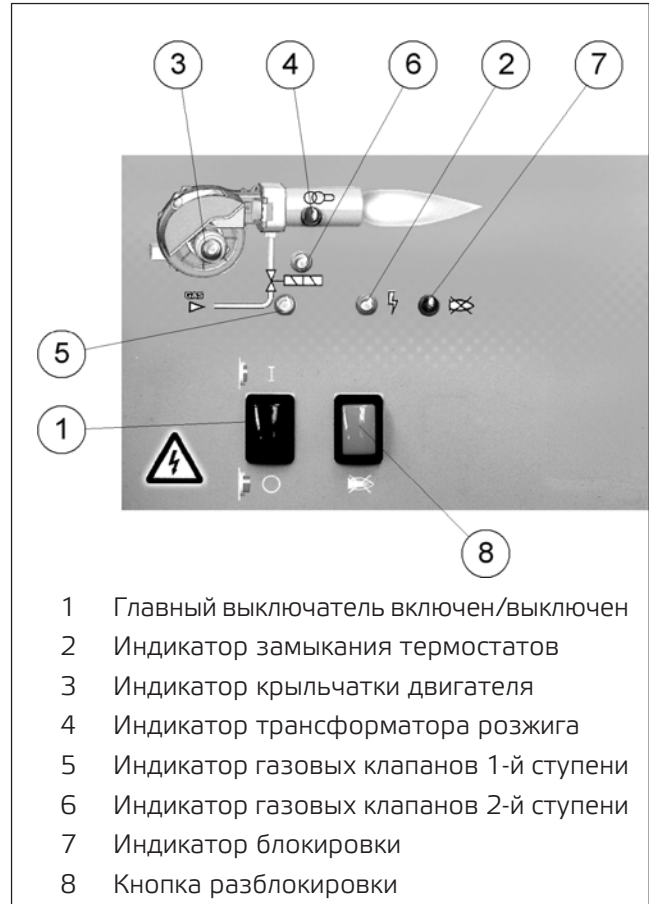 3 4 6 2 7
GAS
5
I
1
8
1 Главный выключатель включен/выключен
2 Индикатор замыкания термостатов
3 Индикатор крыльчатки двигателя
4 Индикатор трансформатора розжига
5 Индикатор газовых клапанов 1-й ступени
6 Индикатор газовых клапанов 2-й ступени
7 Индикатор блокировки
8 Кнопка разблокировки